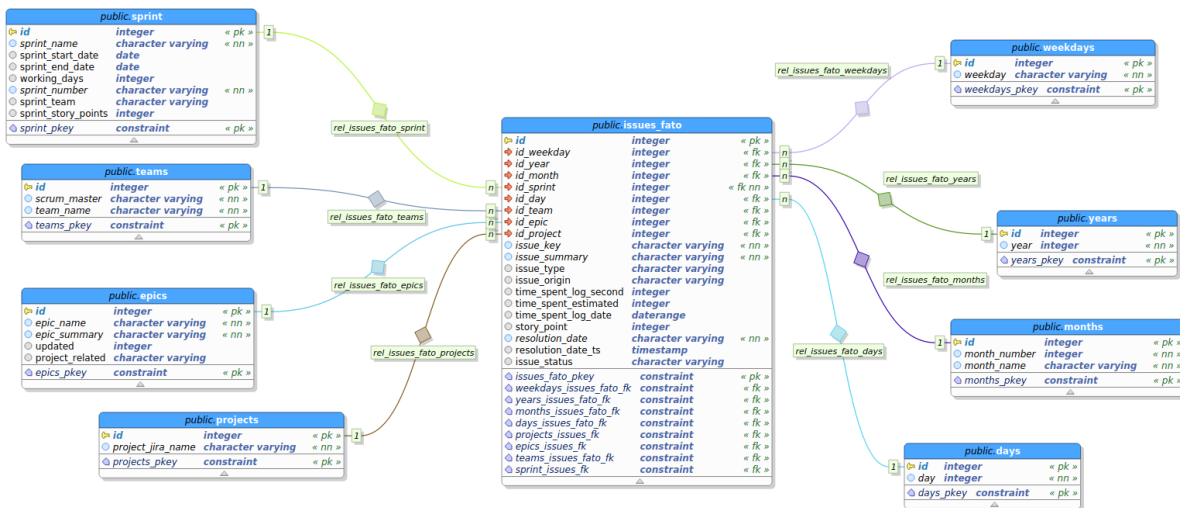 public.sprint
id integer « pk »
sprint_name character varying « nn »
sprint_start_date date
sprint_end_date date
working_days integer
sprint_number character varying « nn »
sprint_team character varying
sprint_story_points integer
sprint_pkey constraint « pk »
1
rel_issues_fato_sprint
public.teams
id integer « pk »
scrum_master character varying « nn »
team_name character varying « nn »
teams_pkey constraint « pk »
1
rel_issues_fato_teams
public.epics
id integer « pk »
epic_name character varying « nn »
epic_summary character varying « nn »
updated integer
project_related character varying
epics_pkey constraint « pk »
1
rel_issues_fato_epics
public.projects
id integer « pk »
project_jira_name character varying « nn »
projects_pkey constraint « pk »
1
rel_issues_fato_projects
public.issues_fato
id integer « pk »
id_weekday integer « fk »
id_year integer « fk »
id_month integer « fk »
id_sprint integer « fk nn »
id_day integer « fk »
id_team integer « fk »
id_epic integer « fk »
id_project integer « fk »
issue_key character varying « nn »
issue_summary character varying « nn »
issue_type character varying
issue_origin character varying
time_spent_log_second integer
time_spent_estimated integer
time_spent_log_date daterange
story_point integer
resolution_date character varying « nn »
resolution_date_ts timestamp
issue_status character varying
issues_fato_pkey constraint « pk »
weekdays_issues_fato_fk constraint « fk »
years_issues_fato_fk constraint « fk »
months_issues_fato_fk constraint « fk »
days_issues_fato_fk constraint « fk »
projects_issues_fk constraint « fk »
epics_issues_fk constraint « fk »
teams_issues_fato_fk constraint « fk »
sprint_issues_fk constraint « fk »
n
n
n
n
n
n
n
n
rel_issues_fato_weekdays
1
public.weekdays
id integer « pk »
weekday character varying « nn »
weekdays_pkey constraint « pk »
rel_issues_fato_years
1
public.years
id integer « pk »
year integer « nn »
years_pkey constraint « pk »
rel_issues_fato_months
1
public.months
id integer « pk »
month_number integer « nn »
month_name character varying « nn »
months_pkey constraint « pk »
rel_issues_fato_days
1
public.days
id integer « pk »
day integer « nn »
days_pkey constraint « pk »